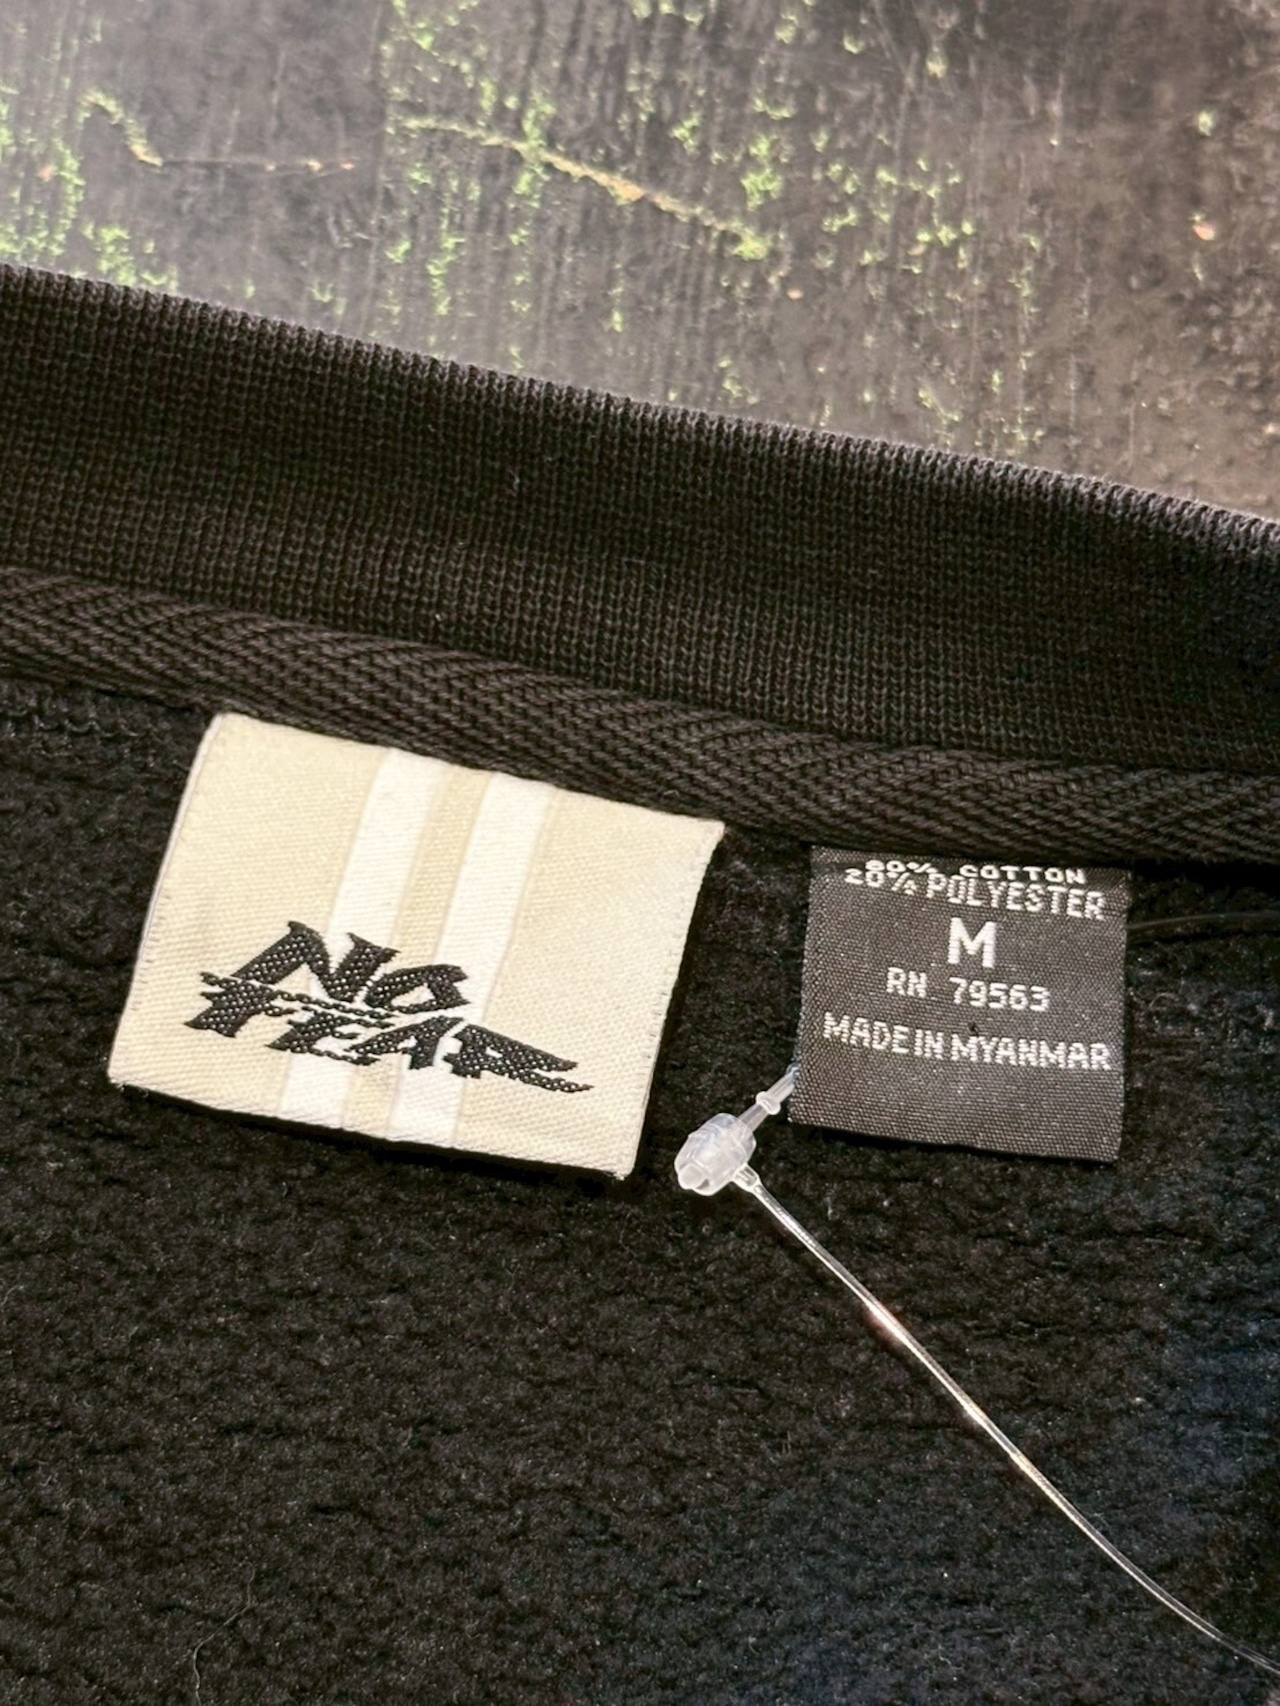 NO
FEAR
80% COTTON
20% POLYESTER
M
RN 79563
MADE IN MYANMAR